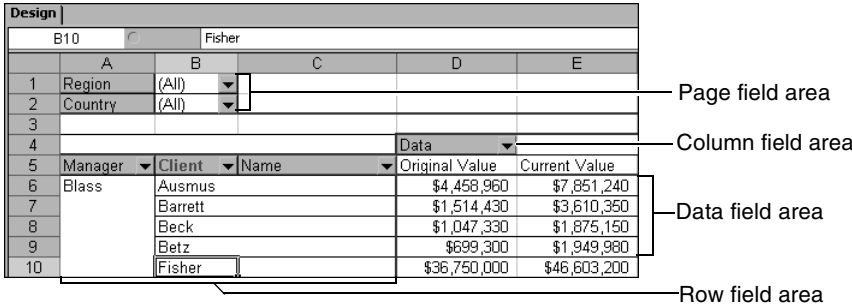 Design
B10 Fisher
A B C D E
1 Region (All)
2 Country (All)
Page field area
3
4 Data
Column field area
5 Manager Client Name Original Value Current Value
6 Blass Ausmus $4,458,960 $7,851,240
7 Barrett $1,514,430 $3,610,350
Data field area
8 Beck $1,047,330 $1,875,150
9 Betz $699,300 $1,949,980
10 Fisher $36,750,000 $46,603,200
Row field area